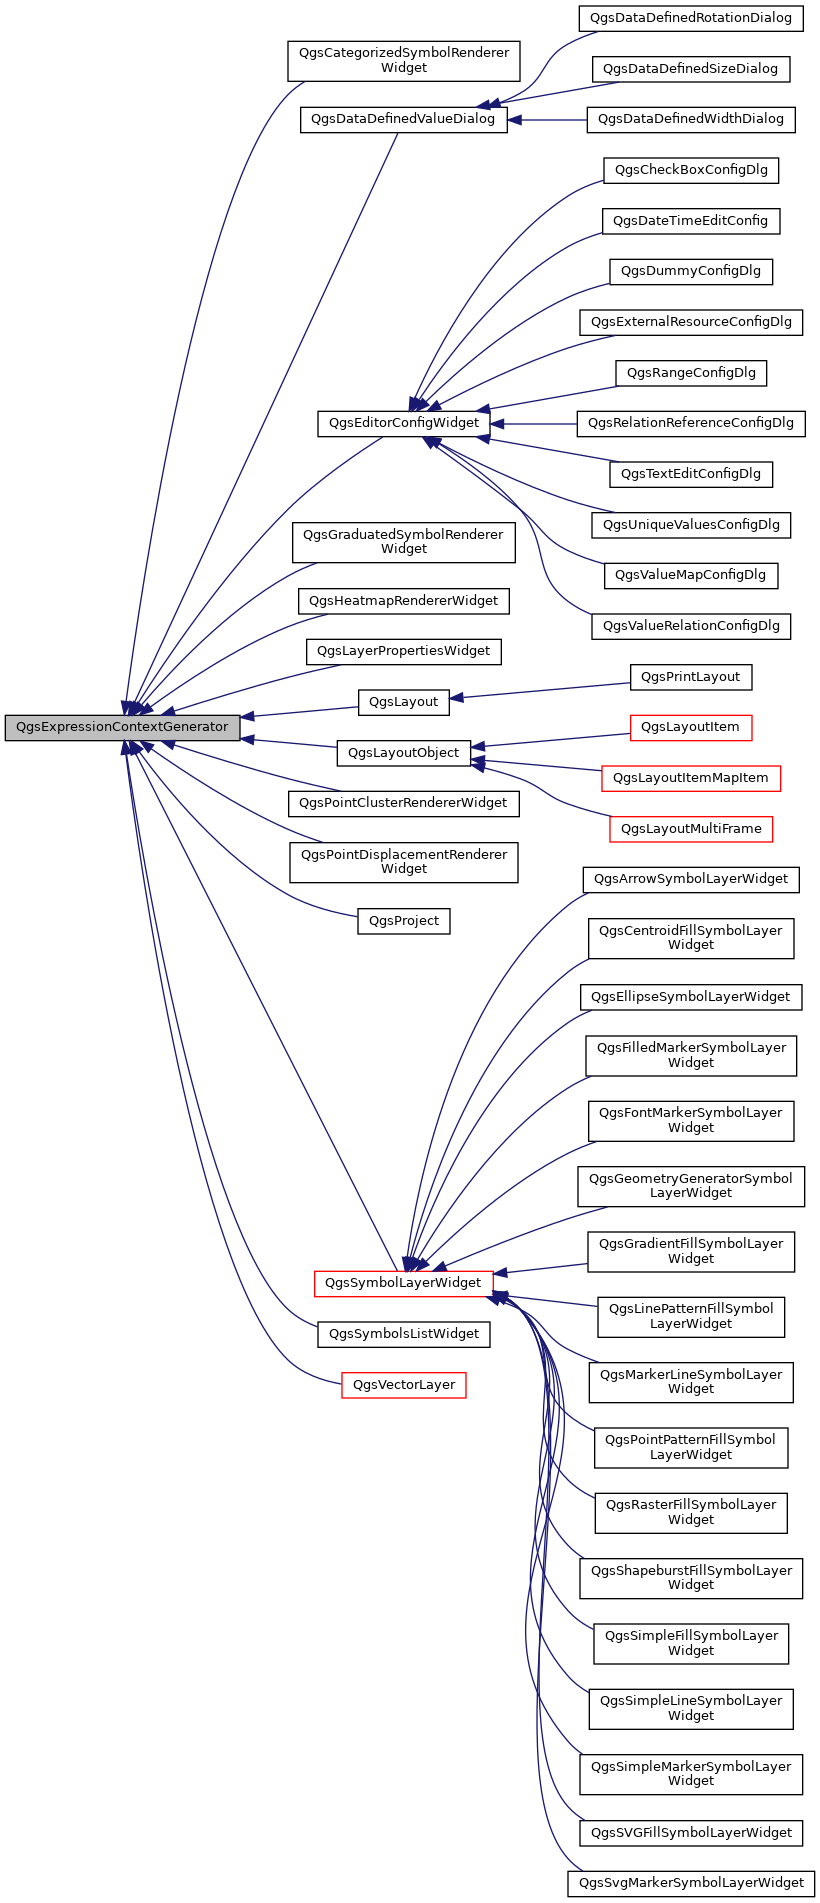 QgsExpressionContextGenerator
QgsCategorizedSymbolRenderer
Widget
QgsDataDefinedValueDialog
QgsEditorConfigWidget
QgsGraduatedSymbolRenderer
Widget
QgsHeatmapRendererWidget
QgsLayerPropertiesWidget
QgsLayout
QgsLayoutObject
QgsPointClusterRendererWidget
QgsPointDisplacementRenderer
Widget
QgsProject
QgsSymbolLayerWidget
QgsSymbolsListWidget
QgsVectorLayer
QgsDataDefinedRotationDialog
QgsDataDefinedSizeDialog
QgsDataDefinedWidthDialog
QgsCheckBoxConfigDlg
QgsDateTimeEditConfig
QgsDummyConfigDlg
QgsExternalResourceConfigDlg
QgsRangeConfigDlg
QgsRelationReferenceConfigDlg
QgsTextEditConfigDlg
QgsUniqueValuesConfigDlg
QgsValueMapConfigDlg
QgsValueRelationConfigDlg
QgsPrintLayout
QgsLayoutItem
QgsLayoutItemMapItem
QgsLayoutMultiFrame
QgsArrowSymbolLayerWidget
QgsCentroidFillSymbolLayer
Widget
QgsEllipseSymbolLayerWidget
QgsFilledMarkerSymbolLayer
Widget
QgsFontMarkerSymbolLayer
Widget
QgsGeometryGeneratorSymbol
LayerWidget
QgsGradientFillSymbolLayer
Widget
QgsLinePatternFillSymbol
LayerWidget
QgsMarkerLineSymbolLayer
Widget
QgsPointPatternFillSymbol
LayerWidget
QgsRasterFillSymbolLayer
Widget
QgsShapeburstFillSymbolLayer
Widget
QgsSimpleFillSymbolLayer
Widget
QgsSimpleLineSymbolLayer
Widget
QgsSimpleMarkerSymbolLayer
Widget
QgsSVGFillSymbolLayerWidget
QgsSvgMarkerSymbolLayerWidget